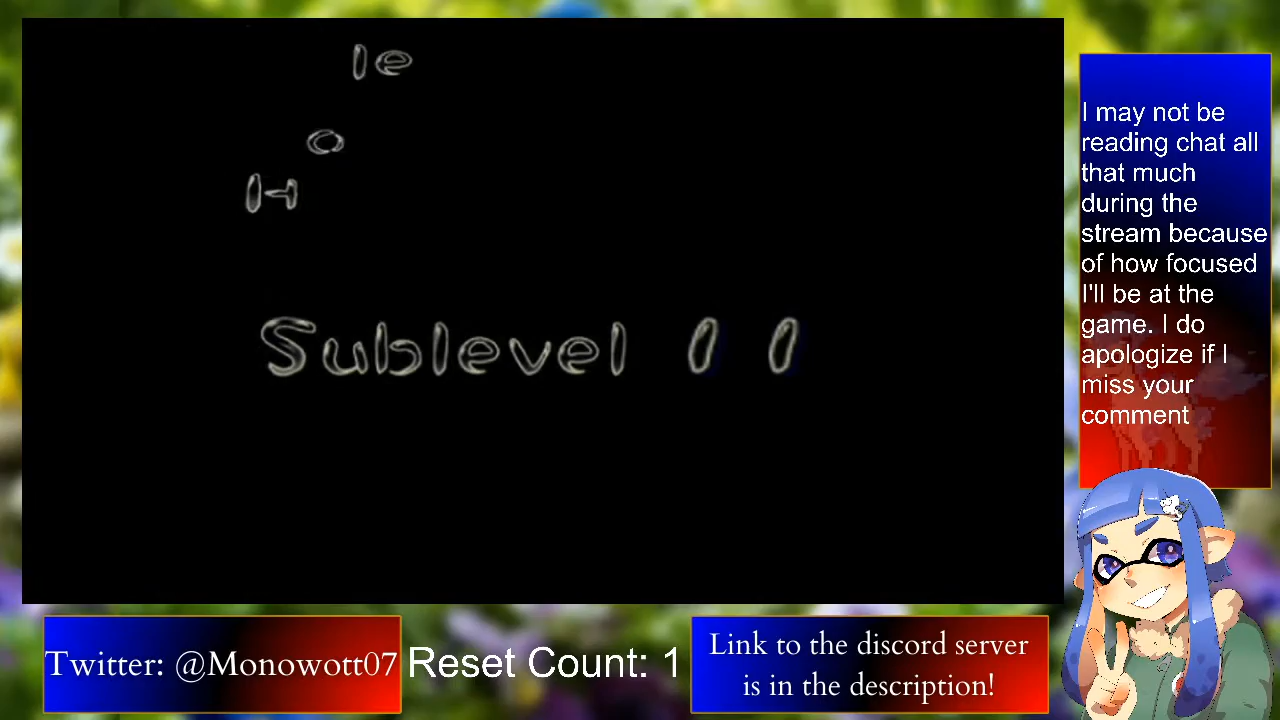 le
o
H
Sublevel
I may not be
reading chat all
that much
during the
stream because
of how focused
I'll be at the
game. I do
apologize if I
miss your
comment
Twitter: @Monowott07
Reset Count: 1
Link to the discord server
is in the description!